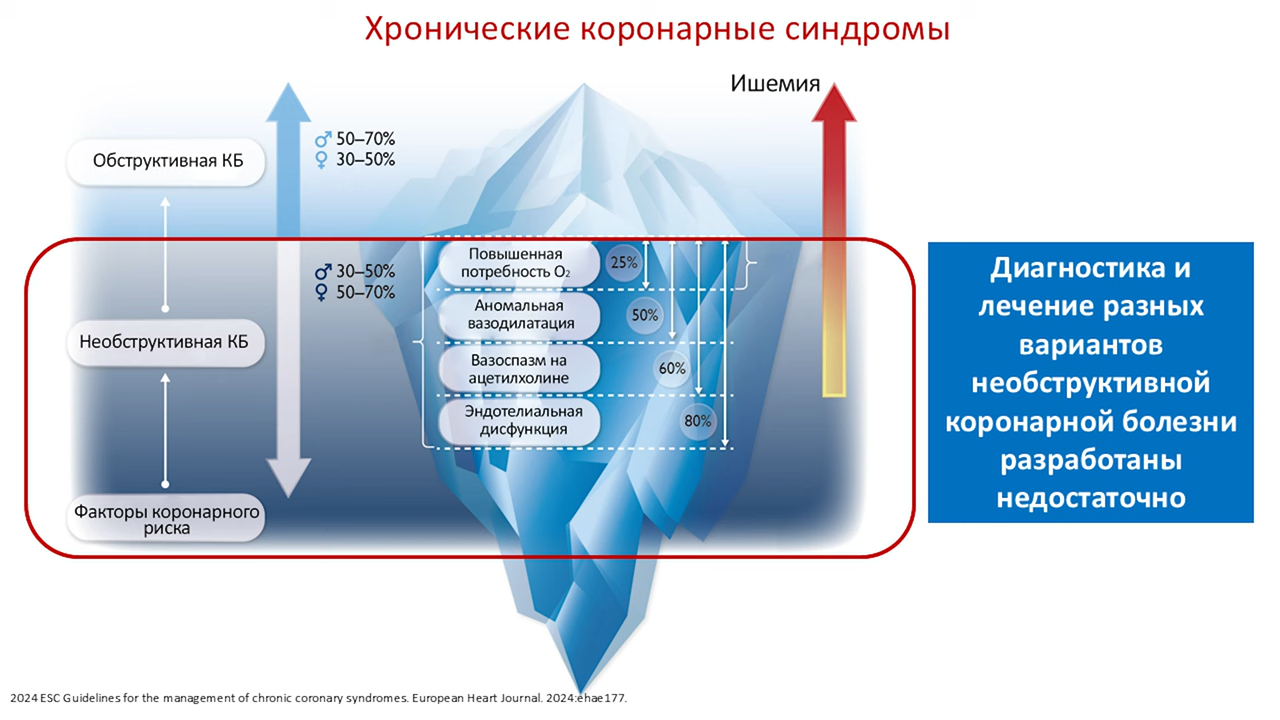 Хронические коронарные синдромы
Ишемия
Обструктивная КБ
♂ 50–70%
♀ 30–50%
Необструктивная КБ
♂ 30–50%
♀ 50–70%
Факторы коронарного
риска
Повышенная
потребность O₂
25%
Аномальная
вазодилатация
50%
Вазоспазм на
ацетилхолине
60%
Эндотелиальная
дисфункция
80%
Диагностика и
лечение разных
вариантов
необструктивной
коронарной болезни
разработаны
недостаточно
2024 ESC Guidelines for the management of chronic coronary syndromes. European Heart Journal. 2024:ehae177.